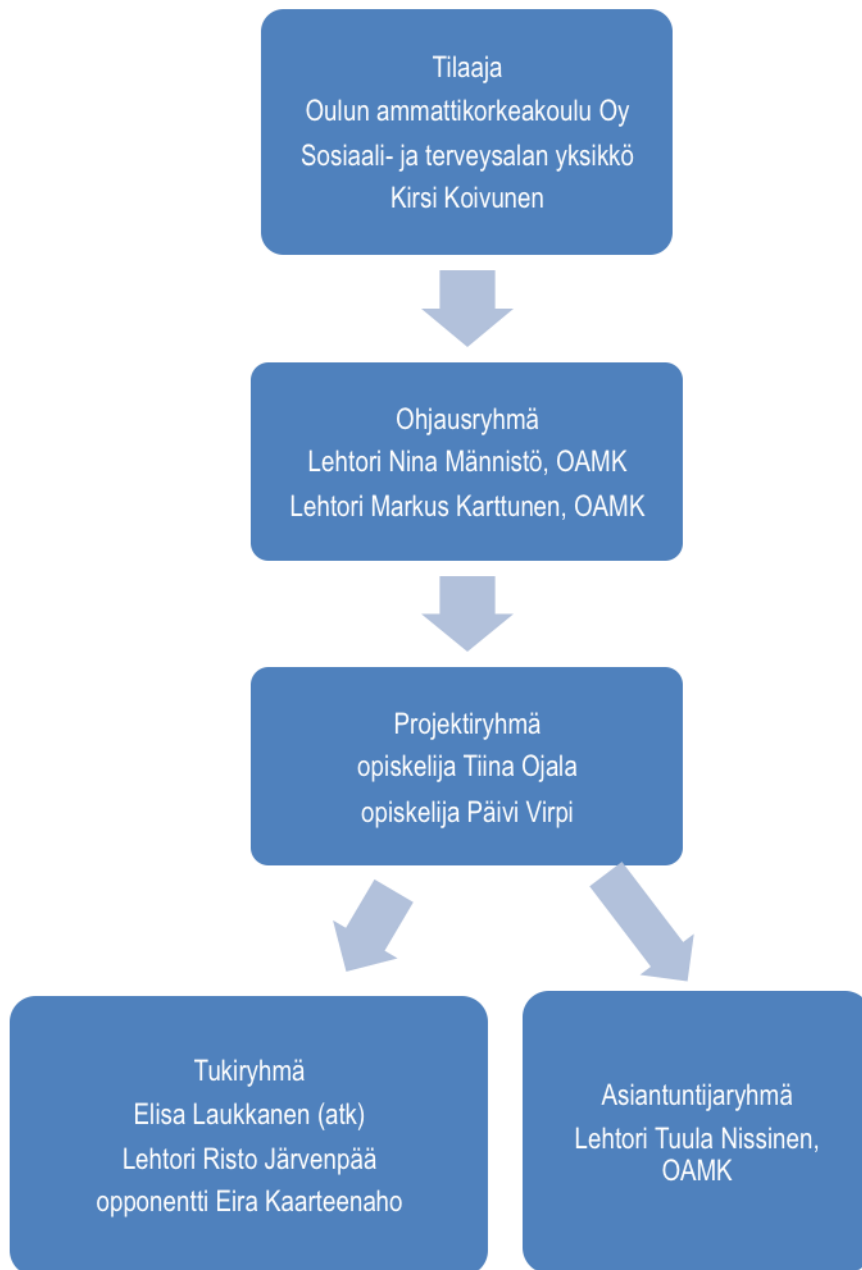 Tilaaja
Oulun ammattikorkeakoulu Oy
Sosiaali- ja terveysalan yksikkö
Kirsi Koivunen
Ohjausryhmä
Lehtori Nina Männistö, OAMK
Lehtori Markus Karttunen, OAMK
Projektiryhmä
opiskelija Tiina Ojala
opiskelija Päivi Virpi
Tukiryhmä
Elisa Laukkanen (atk)
Lehtori Risto Järvenpää
opponentti Eira Kaarteenaho
Asiantuntijaryhmä
Lehtori Tuula Nissinen,
OAMK